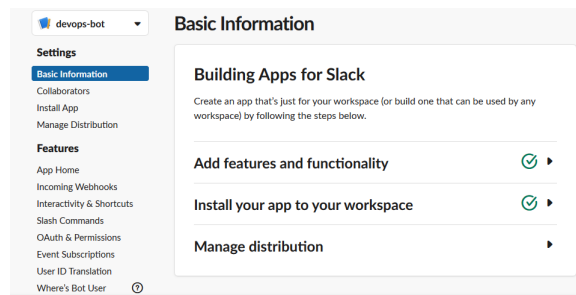 devops-bot
Settings
Basic Information
Collaborators
Install App
Manage Distribution
Features
App Home
Incoming Webhooks
Interactivity & Shortcuts
Slash Commands
OAuth & Permissions
Event Subscriptions
User ID Translation
Where's Bot User ?
Basic Information
Building Apps for Slack
Create an app that's just for your workspace (or build one that can be used by any
workspace) by following the steps below.
Add features and functionality
Install your app to your workspace
Manage distribution